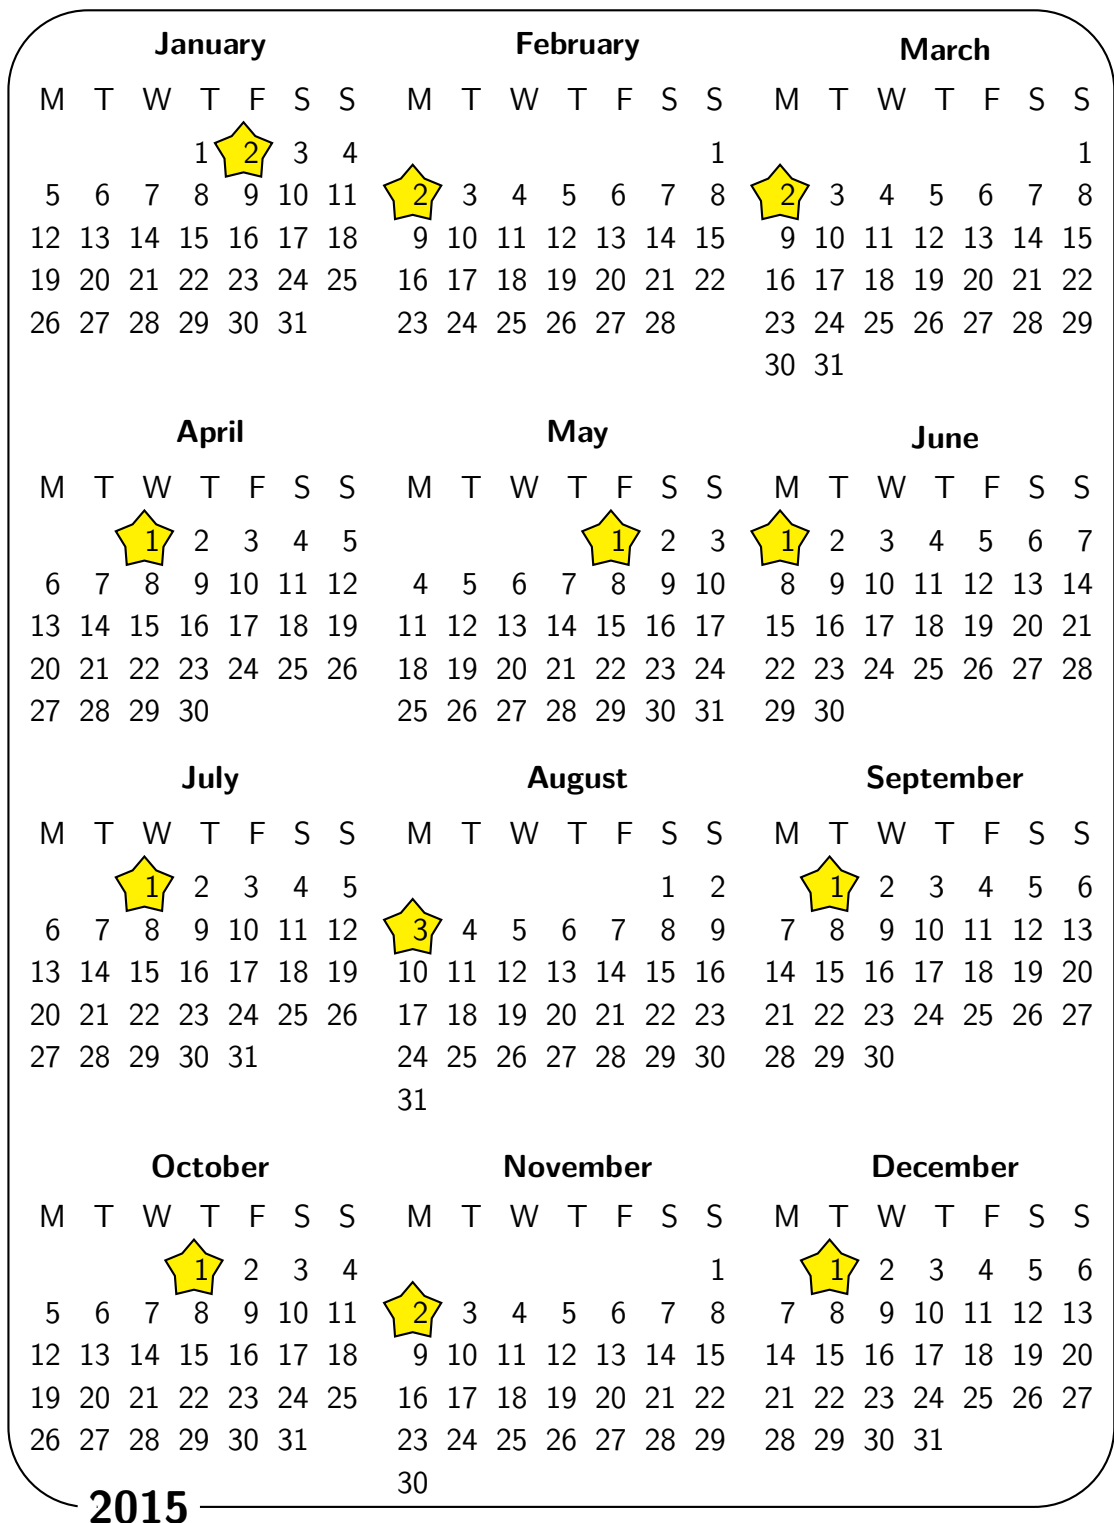 January February March
M T W T F S S M T W T F S S M T W T F S S
1 2 3 4 1 1
5 6 7 8 9 10 11 2 3 4 5 6 7 8 2 3 4 5 6 7 8
12 13 14 15 16 17 18 9 10 11 12 13 14 15 9 10 11 12 13 14 15
19 20 21 22 23 24 25 16 17 18 19 20 21 22 16 17 18 19 20 21 22
26 27 28 29 30 31 23 24 25 26 27 28 23 24 25 26 27 28 29
30 31
April May June
M T W T F S S M T W T F S S M T W T F S S
1 2 3 4 5 1 2 3 1 2 3 4 5 6 7
6 7 8 9 10 11 12 4 5 6 7 8 9 10 8 9 10 11 12 13 14
13 14 15 16 17 18 19 11 12 13 14 15 16 17 15 16 17 18 19 20 21
20 21 22 23 24 25 26 18 19 20 21 22 23 24 22 23 24 25 26 27 28
27 28 29 30 25 26 27 28 29 30 31 29 30
July August September
M T W T F S S M T W T F S S M T W T F S S
1 2 3 4 5 1 2 1 2 3 4 5 6
6 7 8 9 10 11 12 3 4 5 6 7 8 9 7 8 9 10 11 12 13
13 14 15 16 17 18 19 10 11 12 13 14 15 16 14 15 16 17 18 19 20
20 21 22 23 24 25 26 17 18 19 20 21 22 23 21 22 23 24 25 26 27
27 28 29 30 31 24 25 26 27 28 29 30 28 29 30
31
October November December
M T W T F S S M T W T F S S M T W T F S S
1 2 3 4 1 1 2 3 4 5 6
5 6 7 8 9 10 11 2 3 4 5 6 7 8 7 8 9 10 11 12 13
12 13 14 15 16 17 18 9 10 11 12 13 14 15 14 15 16 17 18 19 20
19 20 21 22 23 24 25 16 17 18 19 20 21 22 21 22 23 24 25 26 27
26 27 28 29 30 31 23 24 25 26 27 28 29 28 29 30 31
30
2015